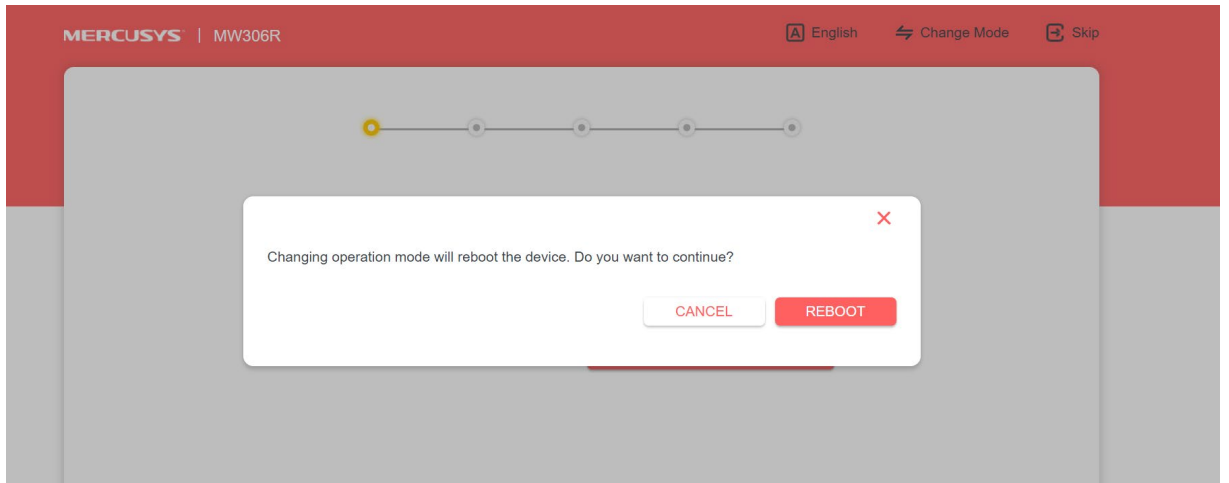 MERCUSYS | MW306R
English
Change Mode
Skip
Changing operation mode will reboot the device. Do you want to continue?
CANCEL
REBOOT